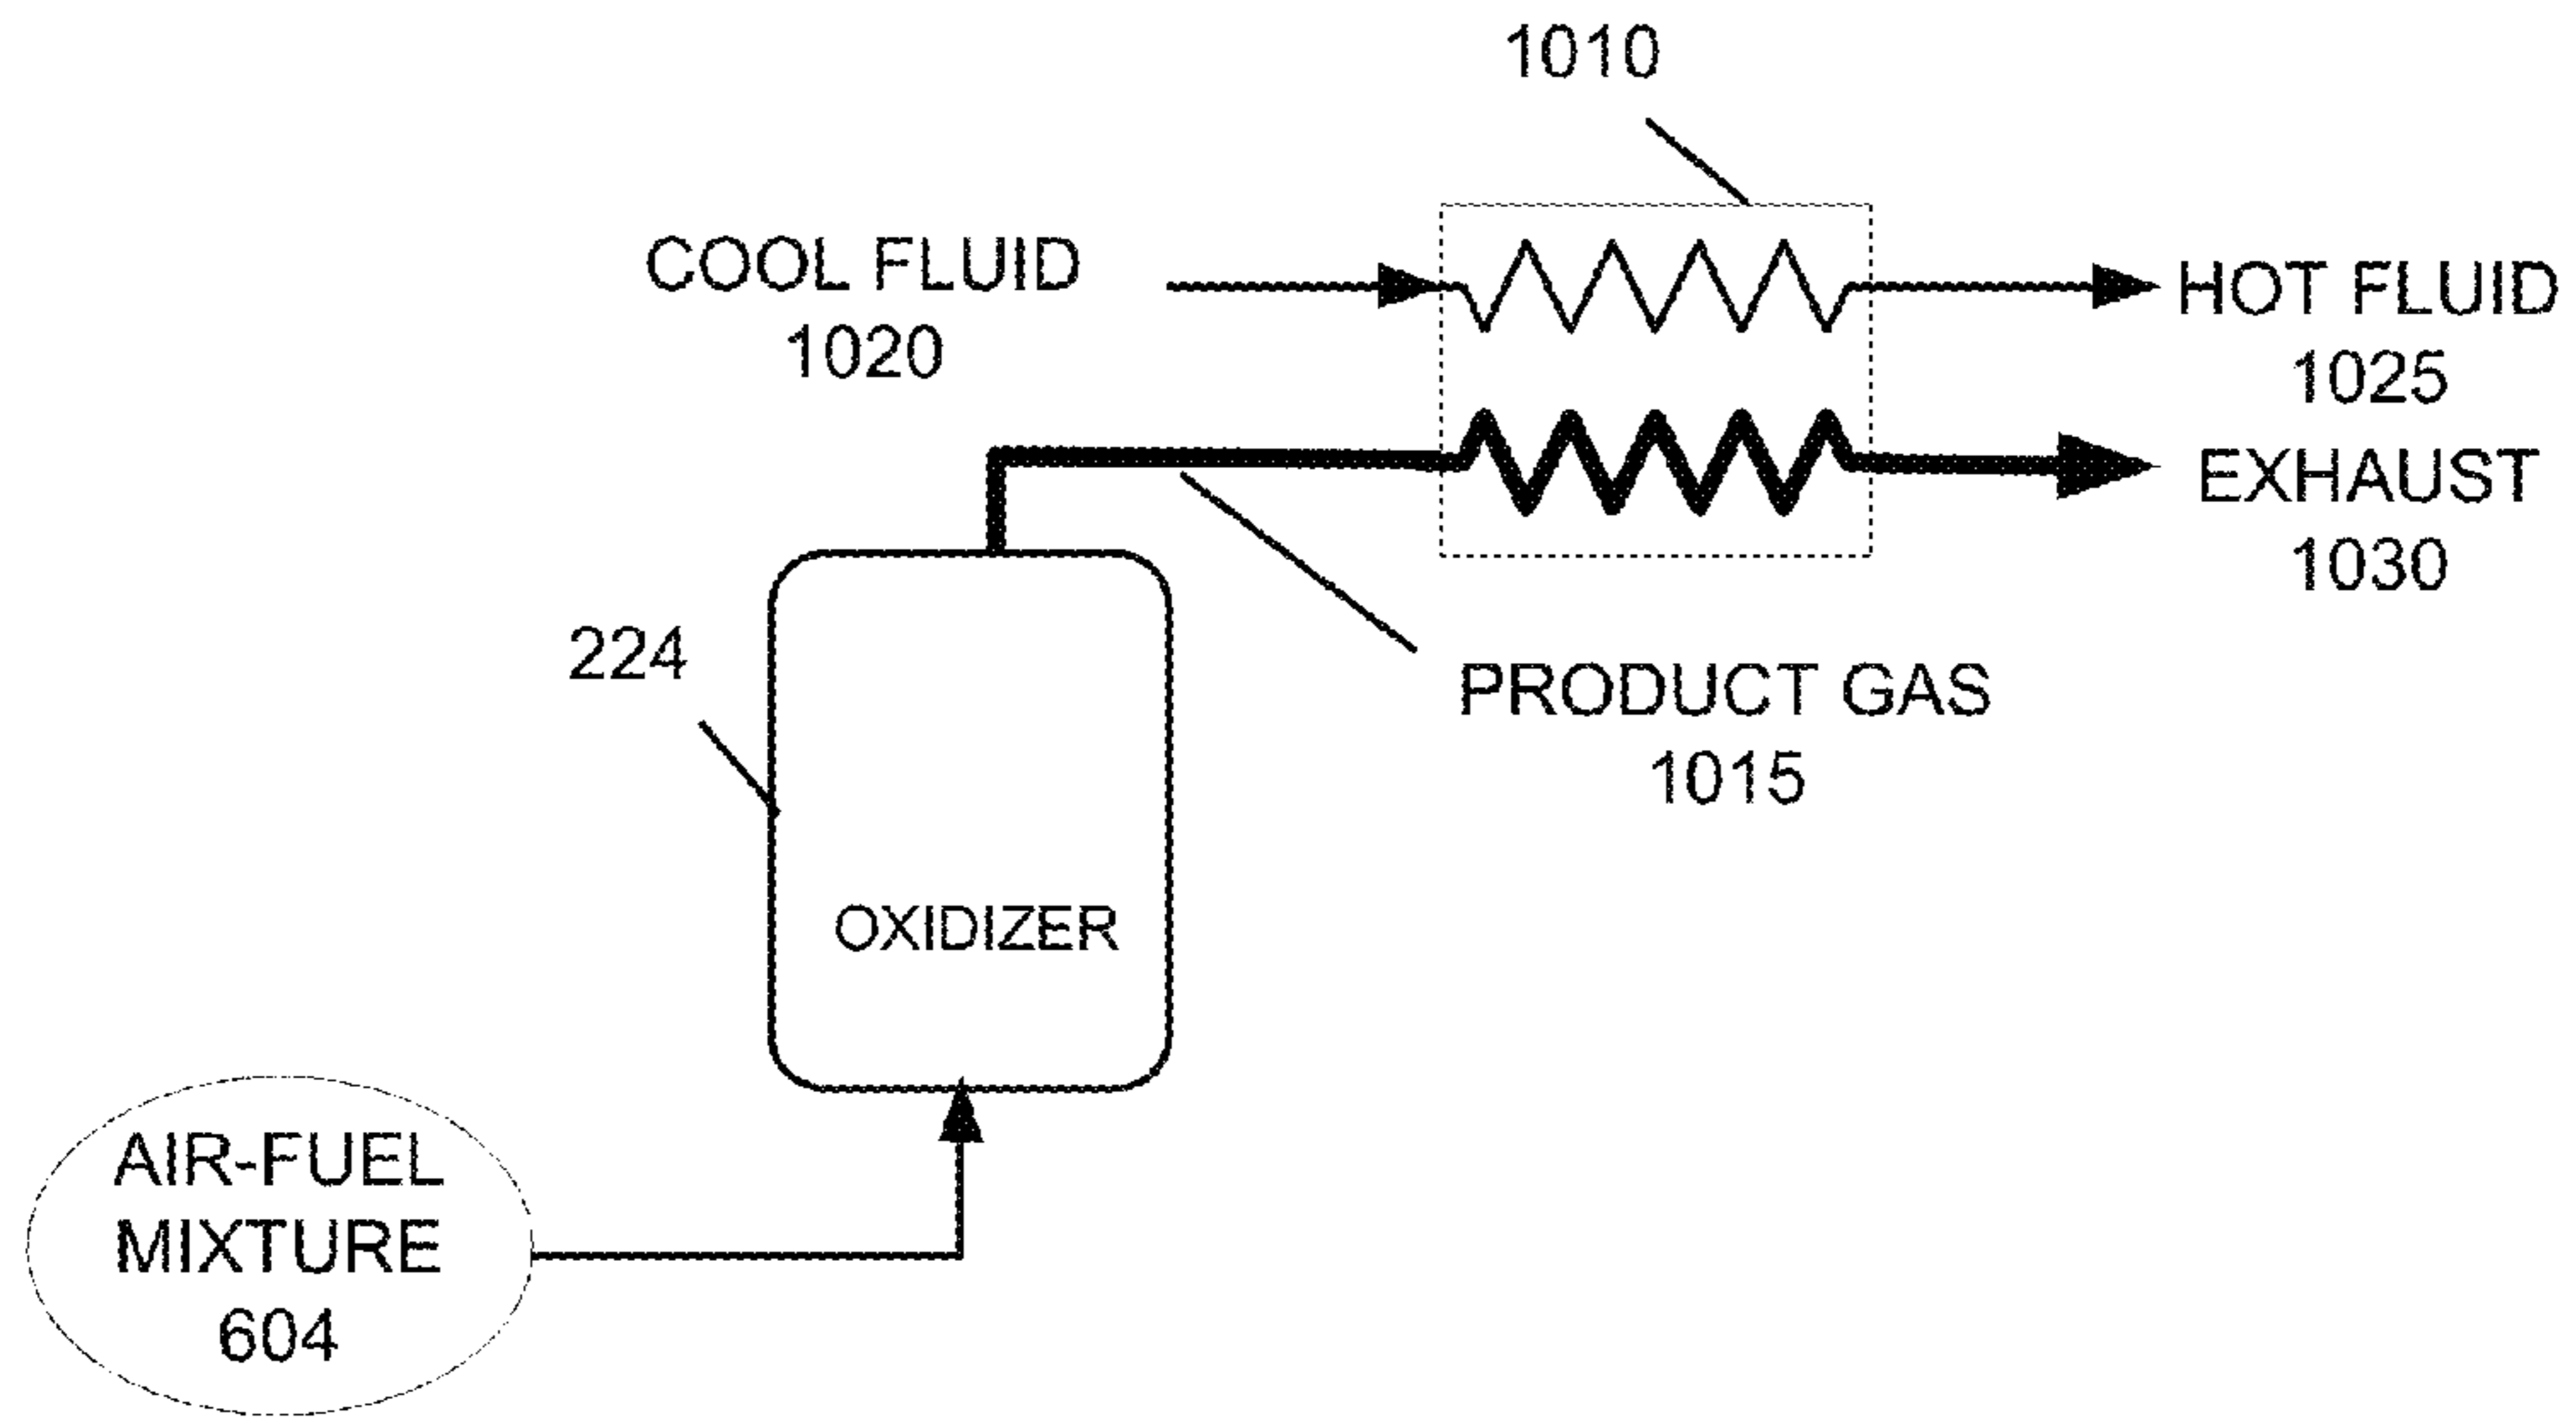 1010
COOL FLUID
1020
HOT FLUID
1025
EXHAUST
1030
224
PRODUCT GAS
1015
OXIDIZER
AIR-FUEL
MIXTURE
604